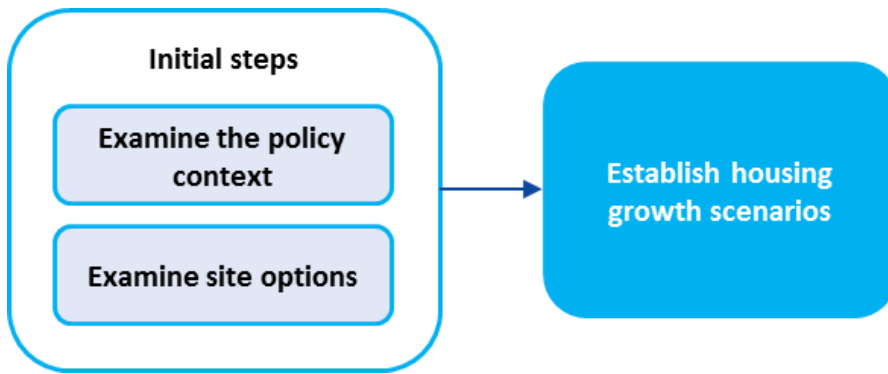 Initial steps
Examine the policy
context
Examine site options
Establish housing
growth scenarios